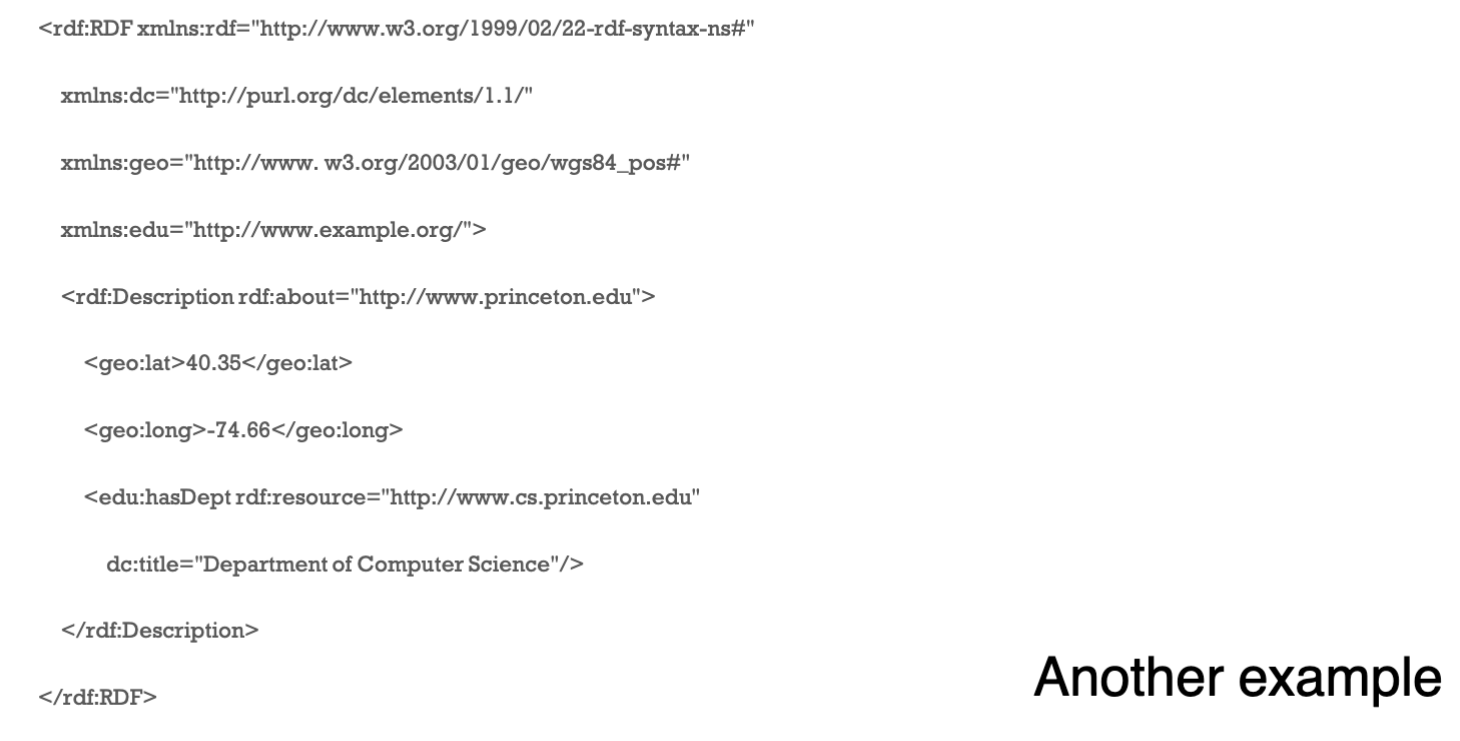 <rdf:RDF xmlns:rdf="http://www.w3.org/1999/02/22-rdf-syntax-ns#"
xmlns:dc="http://purl.org/dc/elements/1.1/"
xmlns:geo="http://www. w3.org/2003/01/geo/wgs84_pos#"
xmlns:edu="http://www.example.org/">
<rdf:Description rdf:about="http://www.princeton.edu">
<geo:lat>40.35</geo:lat>
<geo:long>-74.66</geo:long>
<edu:hasDept rdf:resource="http://www.cs.princeton.edu"
dc:title="Department of Computer Science"/>
</rdf:Description>
</rdf:RDF>
Another example